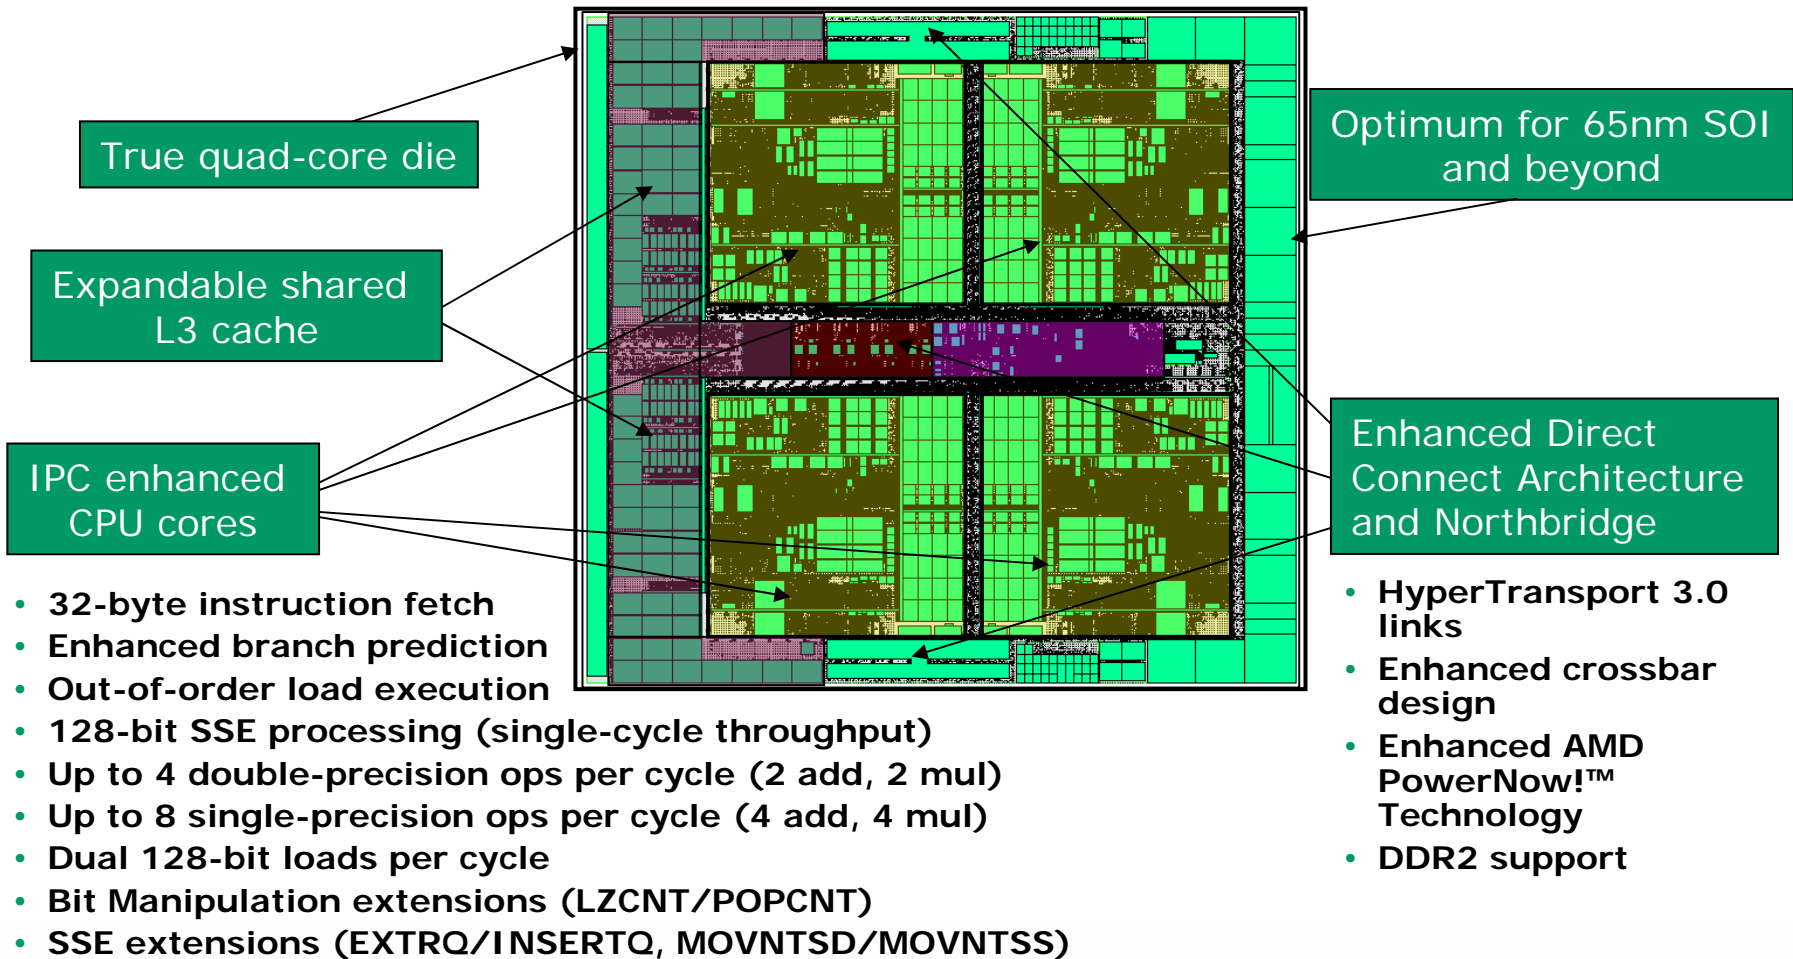 True quad-core die
Optimum for 65nm SOI
and beyond
Expandable shared
L3 cache
IPC enhanced
CPU cores
Enhanced Direct
Connect Architecture
and Northbridge
• 32-byte instruction fetch
• Enhanced branch prediction
• Out-of-order load execution
• 128-bit SSE processing (single-cycle throughput)
• Up to 4 double-precision ops per cycle (2 add, 2 mul)
• Up to 8 single-precision ops per cycle (4 add, 4 mul)
• Dual 128-bit loads per cycle
• Bit Manipulation extensions (LZCNT/POPCNT)
• SSE extensions (EXTRQ/INSERTQ, MOVNTSD/MOVNTSS)
• HyperTransport 3.0
links
• Enhanced crossbar
design
• Enhanced AMD
PowerNow!™
Technology
• DDR2 support